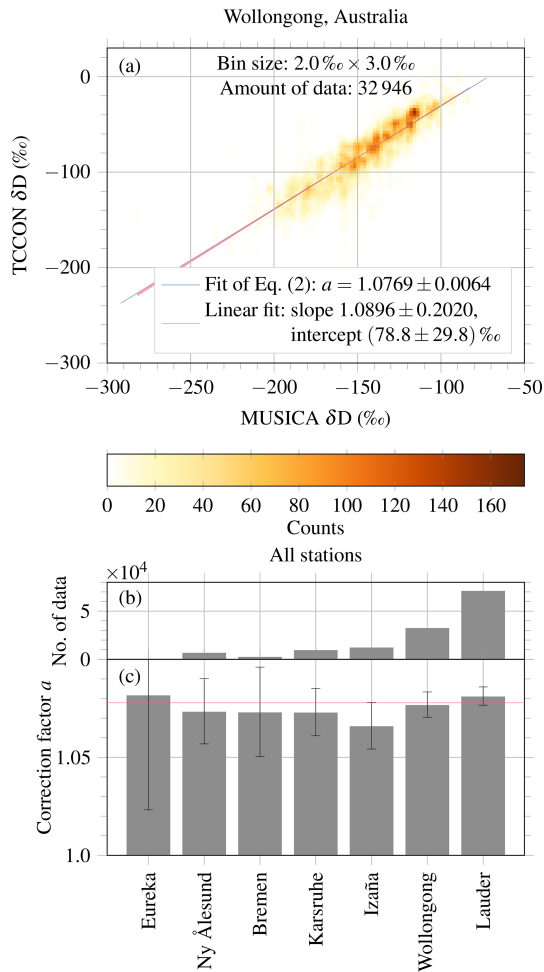 Wollongong, Australia
(a)
Bin size: 2.0 ‰ × 3.0 ‰
Amount of data: 32 946
0
−100
−200
−300
TCCON δD (‰)
Fit of Eq. (2): a = 1.0769 ± 0.0064
Linear fit: slope 1.0896 ± 0.2020,
intercept (78.8 ± 29.8) ‰
−300 −250 −200 −150 −100 −50
MUSICA δD (‰)
0 20 40 60 80 100 120 140 160
Counts
All stations
×10⁴
(b)
5
0
No. of data
(c)
1.05
1.0
Correction factor a
Eureka
Ny Ålesund
Bremen
Karsruhe
Izaña
Wollongong
Lauder